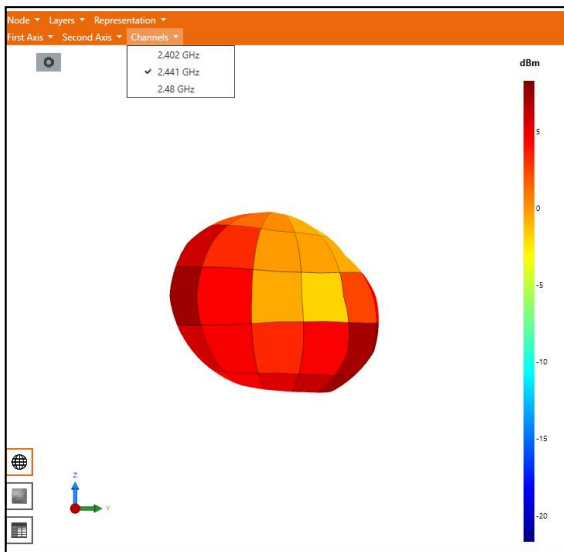 Node Layers Representation
First Axis Second Axis Channels
2.402 GHz
2.441 GHz
2.48 GHz
dBm
5
0
-5
-10
-15
-20
Z
Y